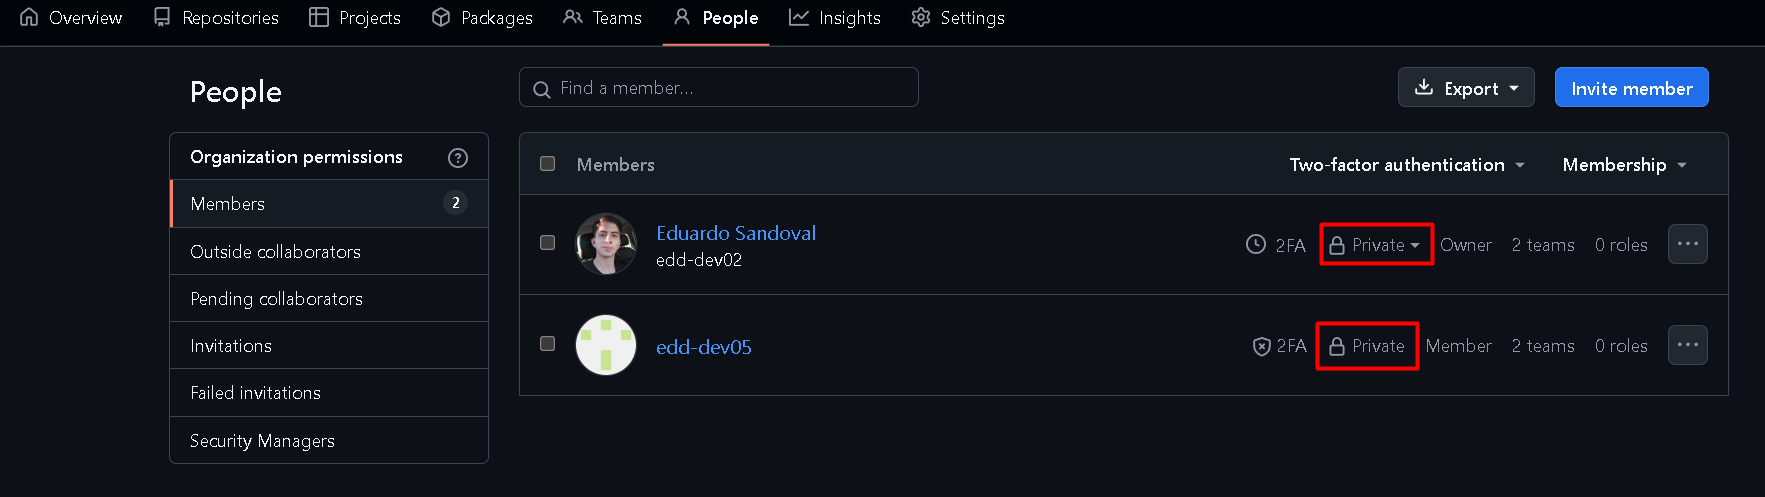 Overview Repositories Projects Packages Teams People Insights Settings
People
Find a member...
Export
Invite member
Organization permissions
Members 2
Outside collaborators
Pending collaborators
Invitations
Failed invitations
Security Managers
Members Two-factor authentication Membership
Eduardo Sandoval
edd-dev02
2FA Private Owner 2 teams 0 roles
edd-dev05
2FA Private Member 2 teams 0 roles